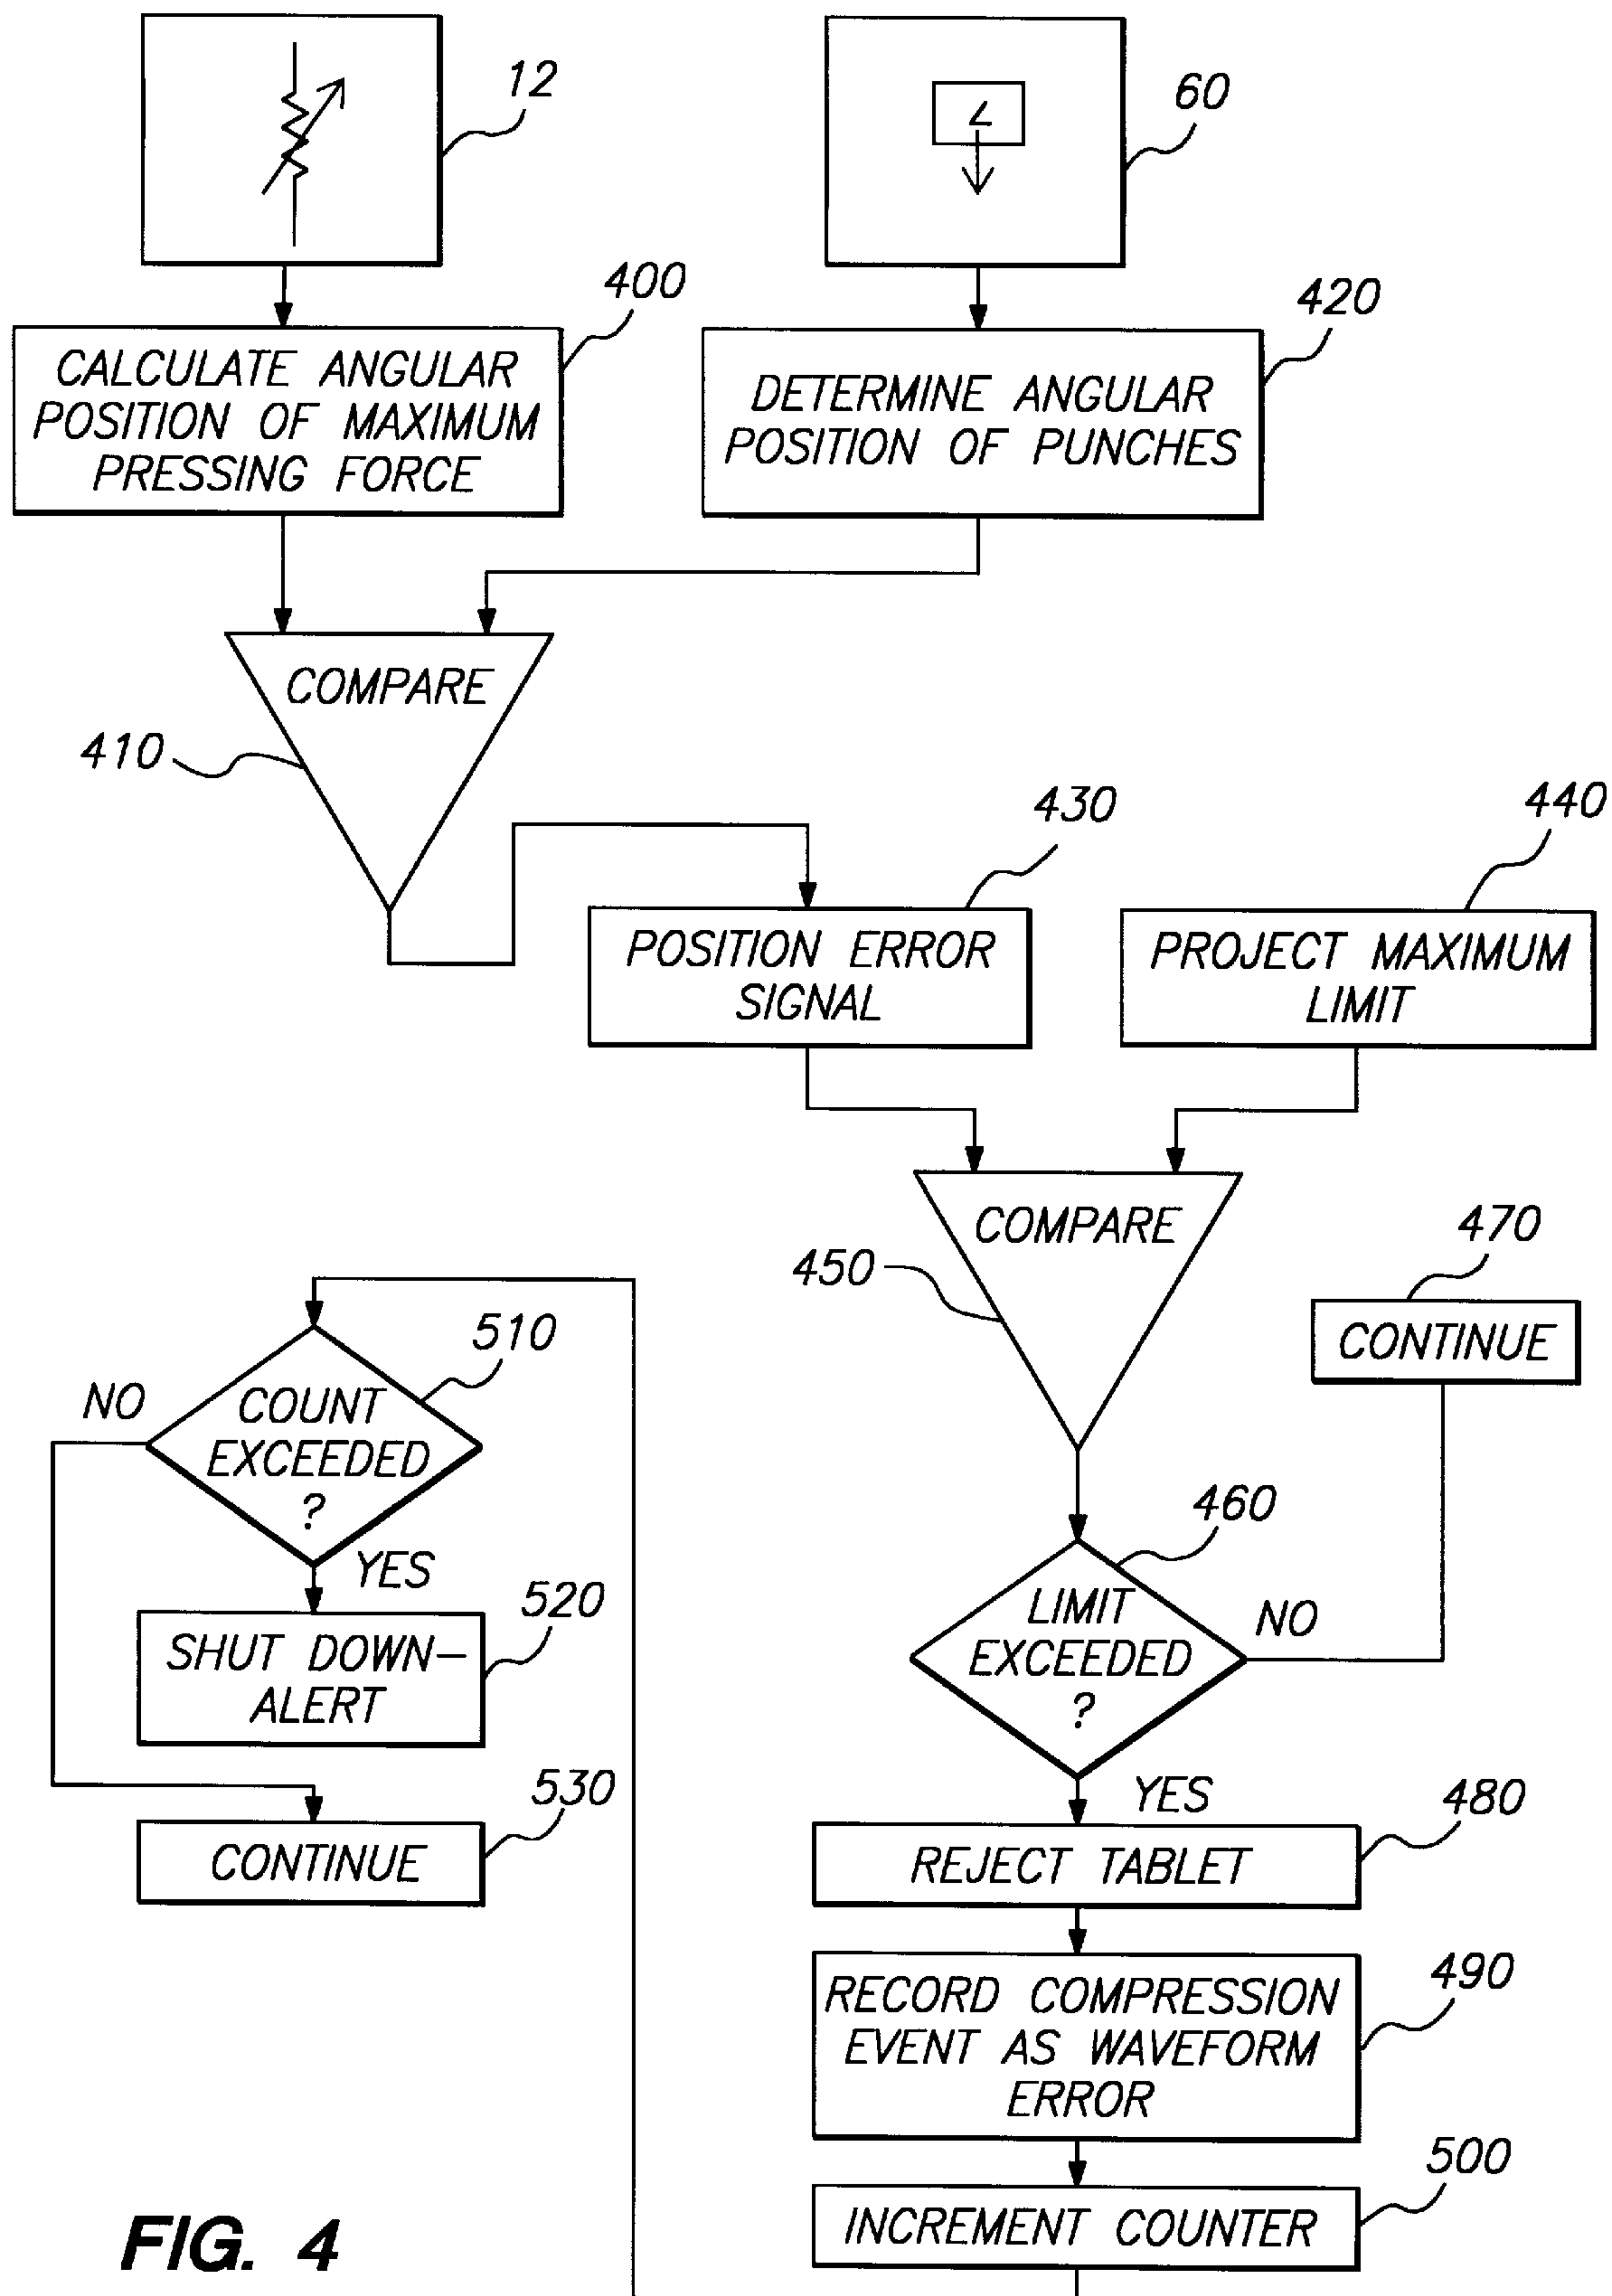 12
60
400
420
CALCULATE ANGULAR
POSITION OF MAXIMUM
PRESSING FORCE
DETERMINE ANGULAR
POSITION OF PUNCHES
COMPARE
410
430
440
POSITION ERROR
SIGNAL
PROJECT MAXIMUM
LIMIT
COMPARE
450
470
CONTINUE
510
NO
COUNT
EXCEEDED
?
YES
460
LIMIT
EXCEEDED
?
NO
520
SHUT DOWN–
ALERT
530
CONTINUE
YES
480
REJECT TABLET
490
RECORD COMPRESSION
EVENT AS WAVEFORM
ERROR
500
INCREMENT COUNTER
FIG. 4